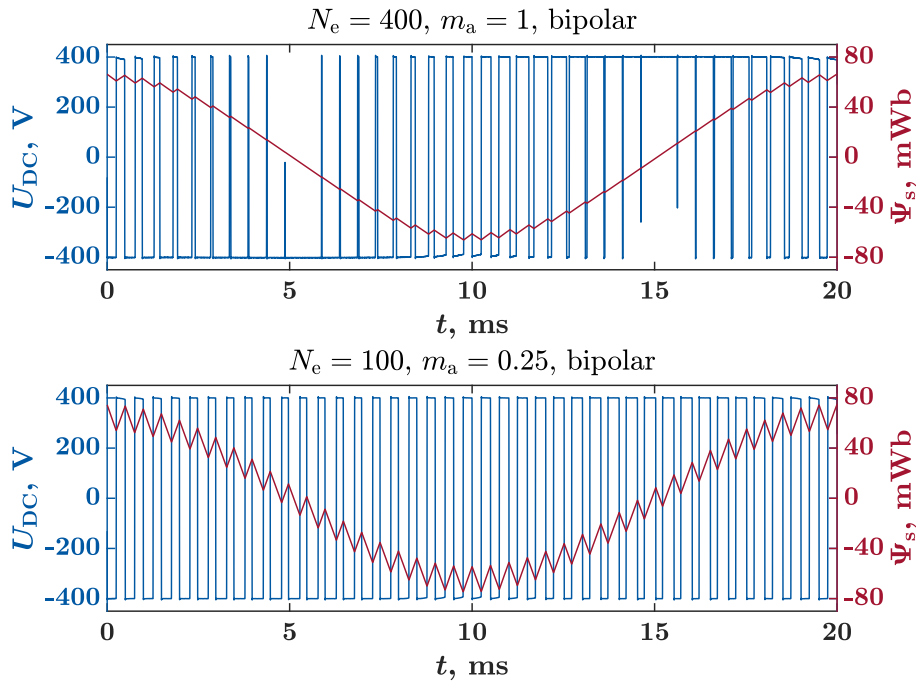 N_e = 400, m_a = 1, bipolar
400
200
0
-200
-400
U_DC, V
80
40
0
-40
-80
Ψ_s, mWb
0 5 10 15 20
t, ms
N_e = 100, m_a = 0.25, bipolar
400
200
0
-200
-400
U_DC, V
80
40
0
-40
-80
Ψ_s, mWb
0 5 10 15 20
t, ms